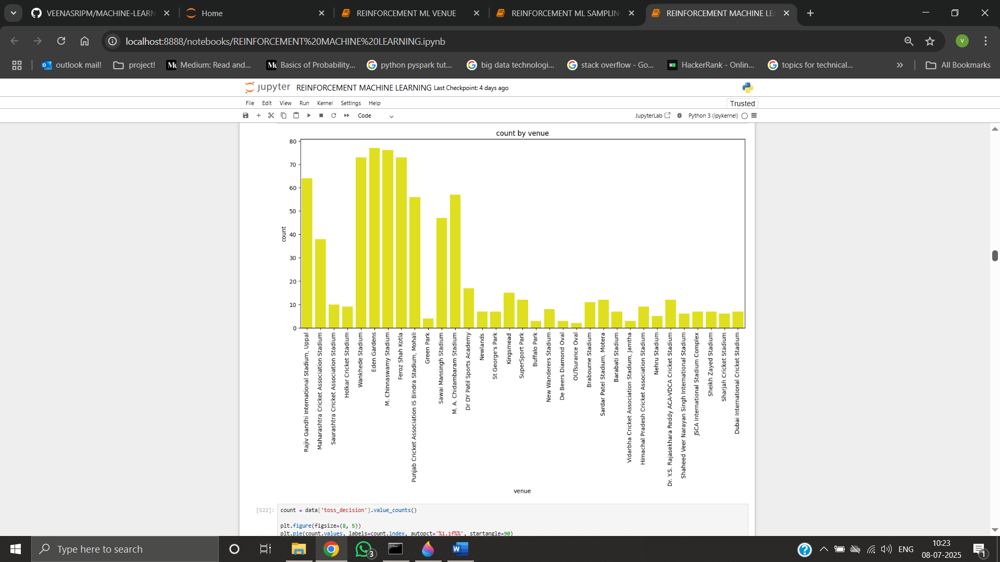 VEENASRIPM/MACHINE-LEARN
Home
REINFORCEMENT ML VENUE
REINFORCEMENT ML SAMPLIN
REINFORCEMENT MACHINE LE
localhost:8888/notebooks/REINFORCEMENT%20MACHINE%20LEARNING.ipynb
V
outlook mail!
project!
Medium: Read and...
Basics of Probability...
python pyspark tut...
big data technologi...
stack overflow - Go...
HackerRank - Onlin...
topics for technical...
All Bookmarks
jupyter REINFORCEMENT MACHINE LEARNING Last Checkpoint: 4 days ago
File Edit View Run Kernel Settings Help
Trusted
Code
JupyterLab
Python 3 (ipykernel)
count by venue
80
70
60
50
40
30
20
10
0
count
Rajiv Gandhi International Stadium, Uppal
Maharashtra Cricket Association Stadium
Saurashtra Cricket Association Stadium
Holkar Cricket Stadium
Wankhede Stadium
Eden Gardens
M. Chinnaswamy Stadium
Feroz Shah Kotla
Punjab Cricket Association IS Bindra Stadium, Mohali
Green Park
Sawai Mansingh Stadium
M. A. Chidambaram Stadium
Dr DY Patil Sports Academy
Newlands
St George's Park
Kingsmead
SuperSport Park
Buffalo Park
New Wanderers Stadium
De Beers Diamond Oval
OUTsurance Oval
Brabourne Stadium
Sardar Patel Stadium, Motera
Barabati Stadium
Vidarbha Cricket Association Stadium, Jamtha
Himachal Pradesh Cricket Association Stadium
Nehru Stadium
Dr. Y.S. Rajasekhara Reddy ACA-VDCA Cricket Stadium
Shaheed Veer Narayan Singh International Stadium
JSCA International Stadium Complex
Sheikh Zayed Stadium
Sharjah Cricket Stadium
Dubai International Cricket Stadium
venue
[522]:
count = data['toss_decision'].value_counts()
plt.figure(figsize=(8, 5))
plt.pie(count.values, labels=count.index, autopct='%1.1f%%', startangle=90)
Type here to search
3
ENG
10:23
08-07-2025
1